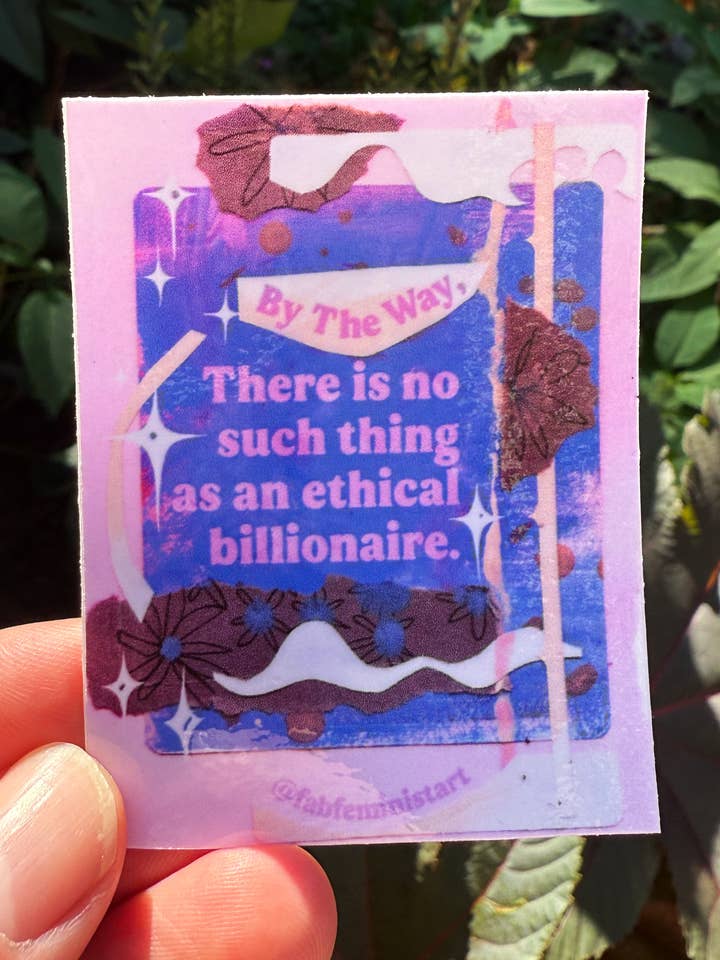 By The Way,
There is no
such thing
as an ethical
billionaire.
@fabfeministart